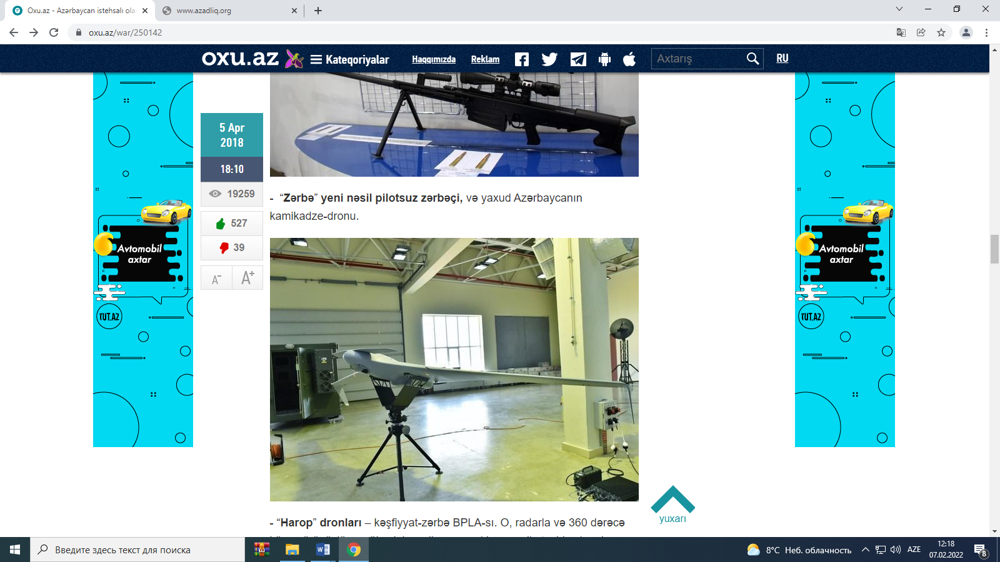 Oxu.az - Azərbaycan istehsalı ola
www.azadliq.org
oxu.az/war/250142
oxu.az
Kateqoriyalar
Haqqımızda
Reklam
Axtarış
RU
5 Apr
2018
18:10
19259
527
39
A-
A+
- “Zərbə” yeni nəsil pilotsuz zərbəçi, və yaxud Azərbaycanın
kamikadze-dronu.
- “Harop” dronları – kəşfiyyat-zərbə BPLA-sı. O, radarla və 360 dərəcə
Avtomobil
axtar
TUT.AZ
Avtomobil
axtar
TUT.AZ
yuxarı
Введите здесь текст для поиска
8°C Неб. облачность
AZE
12:18
07.02.2022
8